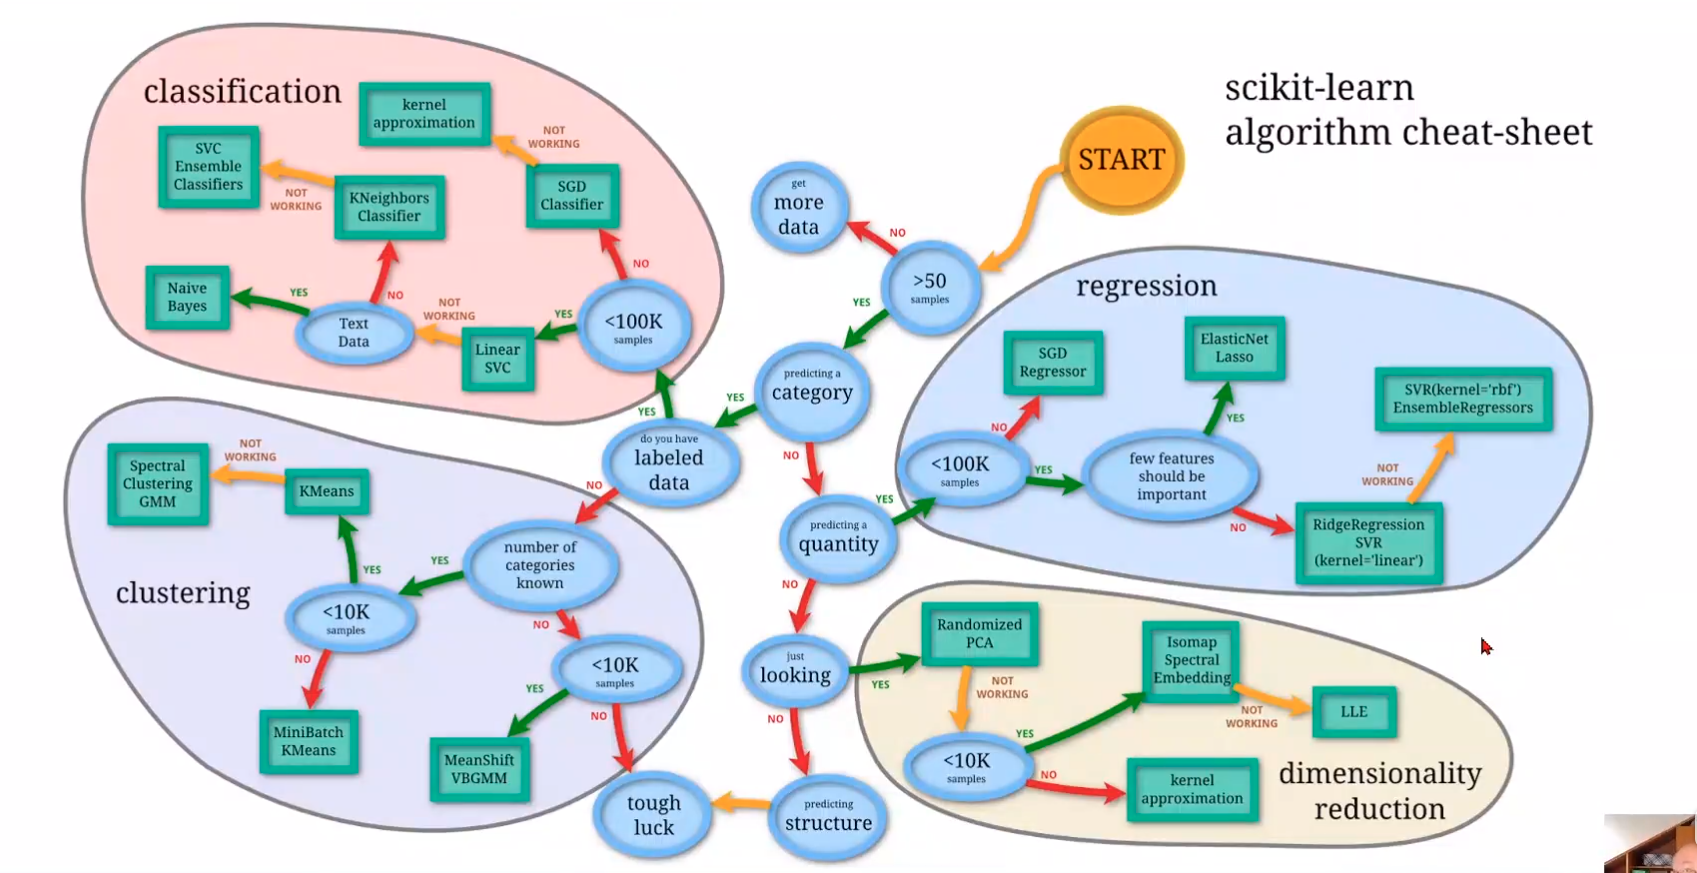 scikit-learn
algorithm cheat-sheet
START
>50
samples
NO
get
more
data
YES
predicting a
category
YES
do you have
labeled
data
YES
NO
predicting a
quantity
YES
NO
just
looking
YES
NO
predicting
structure
tough
luck
classification
<100K
samples
NO
SGD
Classifier
NOT
WORKING
kernel
approximation
YES
Linear
SVC
NOT
WORKING
Text
Data
YES
Naive
Bayes
NO
KNeighbors
Classifier
NOT
WORKING
SVC
Ensemble
Classifiers
NO
clustering
number of
categories
known
YES
<10K
samples
YES
KMeans
NOT
WORKING
Spectral
Clustering
GMM
NO
MiniBatch
KMeans
NO
<10K
samples
YES
MeanShift
VBGMM
NO
regression
<100K
samples
NO
SGD
Regressor
YES
few features
should be
important
YES
ElasticNet
Lasso
NO
RidgeRegression
SVR
(kernel='linear')
NOT
WORKING
SVR(kernel='rbf')
EnsembleRegressors
dimensionality
reduction
Randomized
PCA
NOT
WORKING
<10K
samples
YES
Isomap
Spectral
Embedding
NOT
WORKING
LLE
NO
kernel
approximation